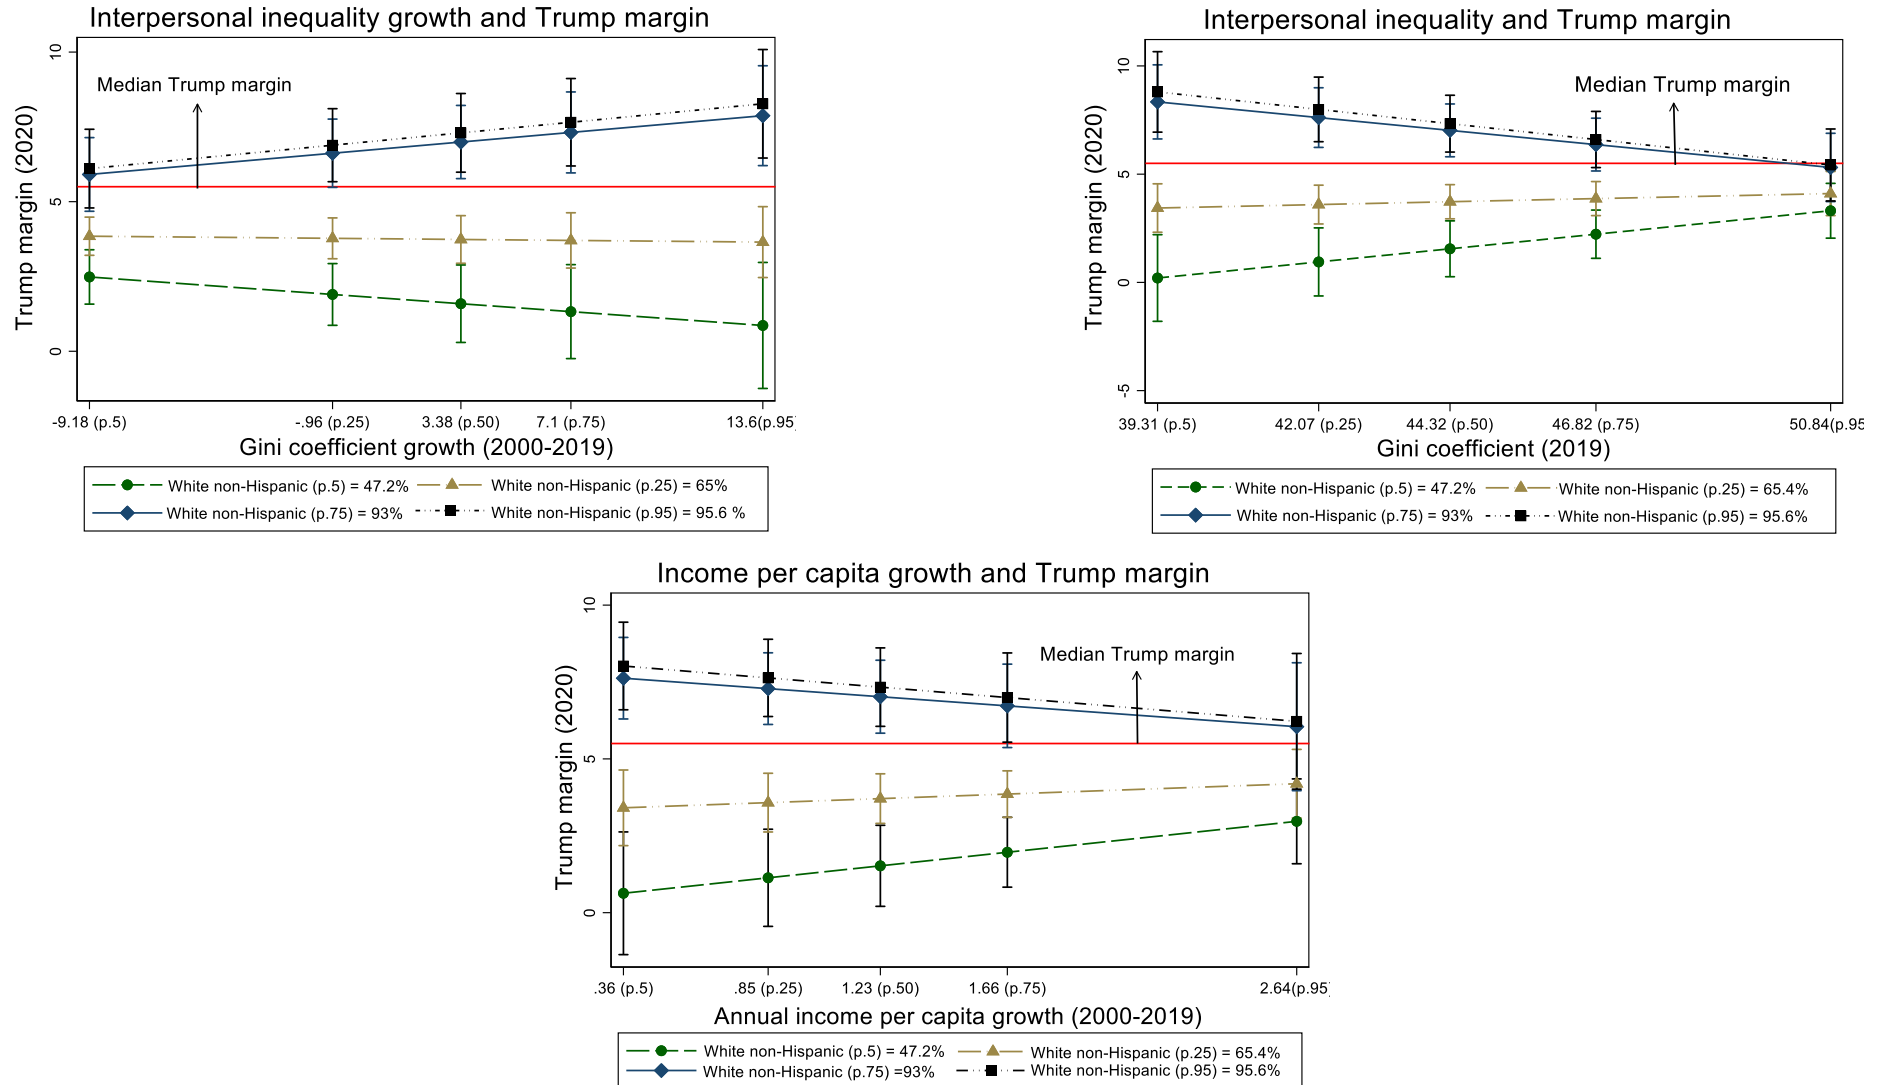 Interpersonal inequality growth and Trump margin
Median Trump margin
Trump margin (2020)
10
5
0
-9.18 (p.5)
-.96 (p.25)
3.38 (p.50)
7.1 (p.75)
13.6(p.95
Gini coefficient growth (2000-2019)
White non-Hispanic (p.5) = 47.2%
White non-Hispanic (p.25) = 65%
White non-Hispanic (p.75) = 93%
White non-Hispanic (p.95) = 95.6 %
Interpersonal inequality and Trump margin
Median Trump margin
Trump margin (2020)
10
5
0
-5
39.31 (p.5)
42.07 (p.25)
44.32 (p.50)
46.82 (p.75)
50.84(p.95
Gini coefficient (2019)
White non-Hispanic (p.5) = 47.2%
White non-Hispanic (p.25) = 65.4%
White non-Hispanic (p.75) = 93%
White non-Hispanic (p.95) = 95.6%
Income per capita growth and Trump margin
Median Trump margin
Trump margin (2020)
10
5
0
.36 (p.5)
.85 (p.25)
1.23 (p.50)
1.66 (p.75)
2.64(p.95
Annual income per capita growth (2000-2019)
White non-Hispanic (p.5) = 47.2%
White non-Hispanic (p.25) = 65.4%
White non-Hispanic (p.75) =93%
White non-Hispanic (p.95) = 95.6%